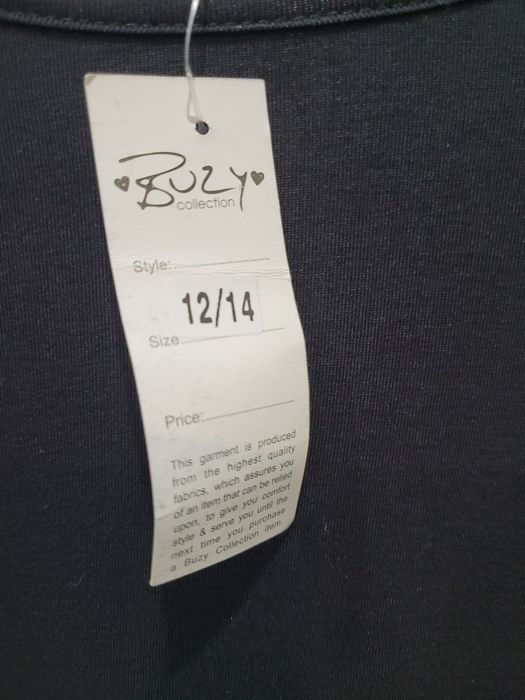 Buzy
collection
Style:
12/14
Size
Price:
This garment is produced
from the highest quality
fabrics, which assures you
of an item that can be relied
upon, to give you comfort
style & serve you until the
next time you purchase
a Buzy Collection item.